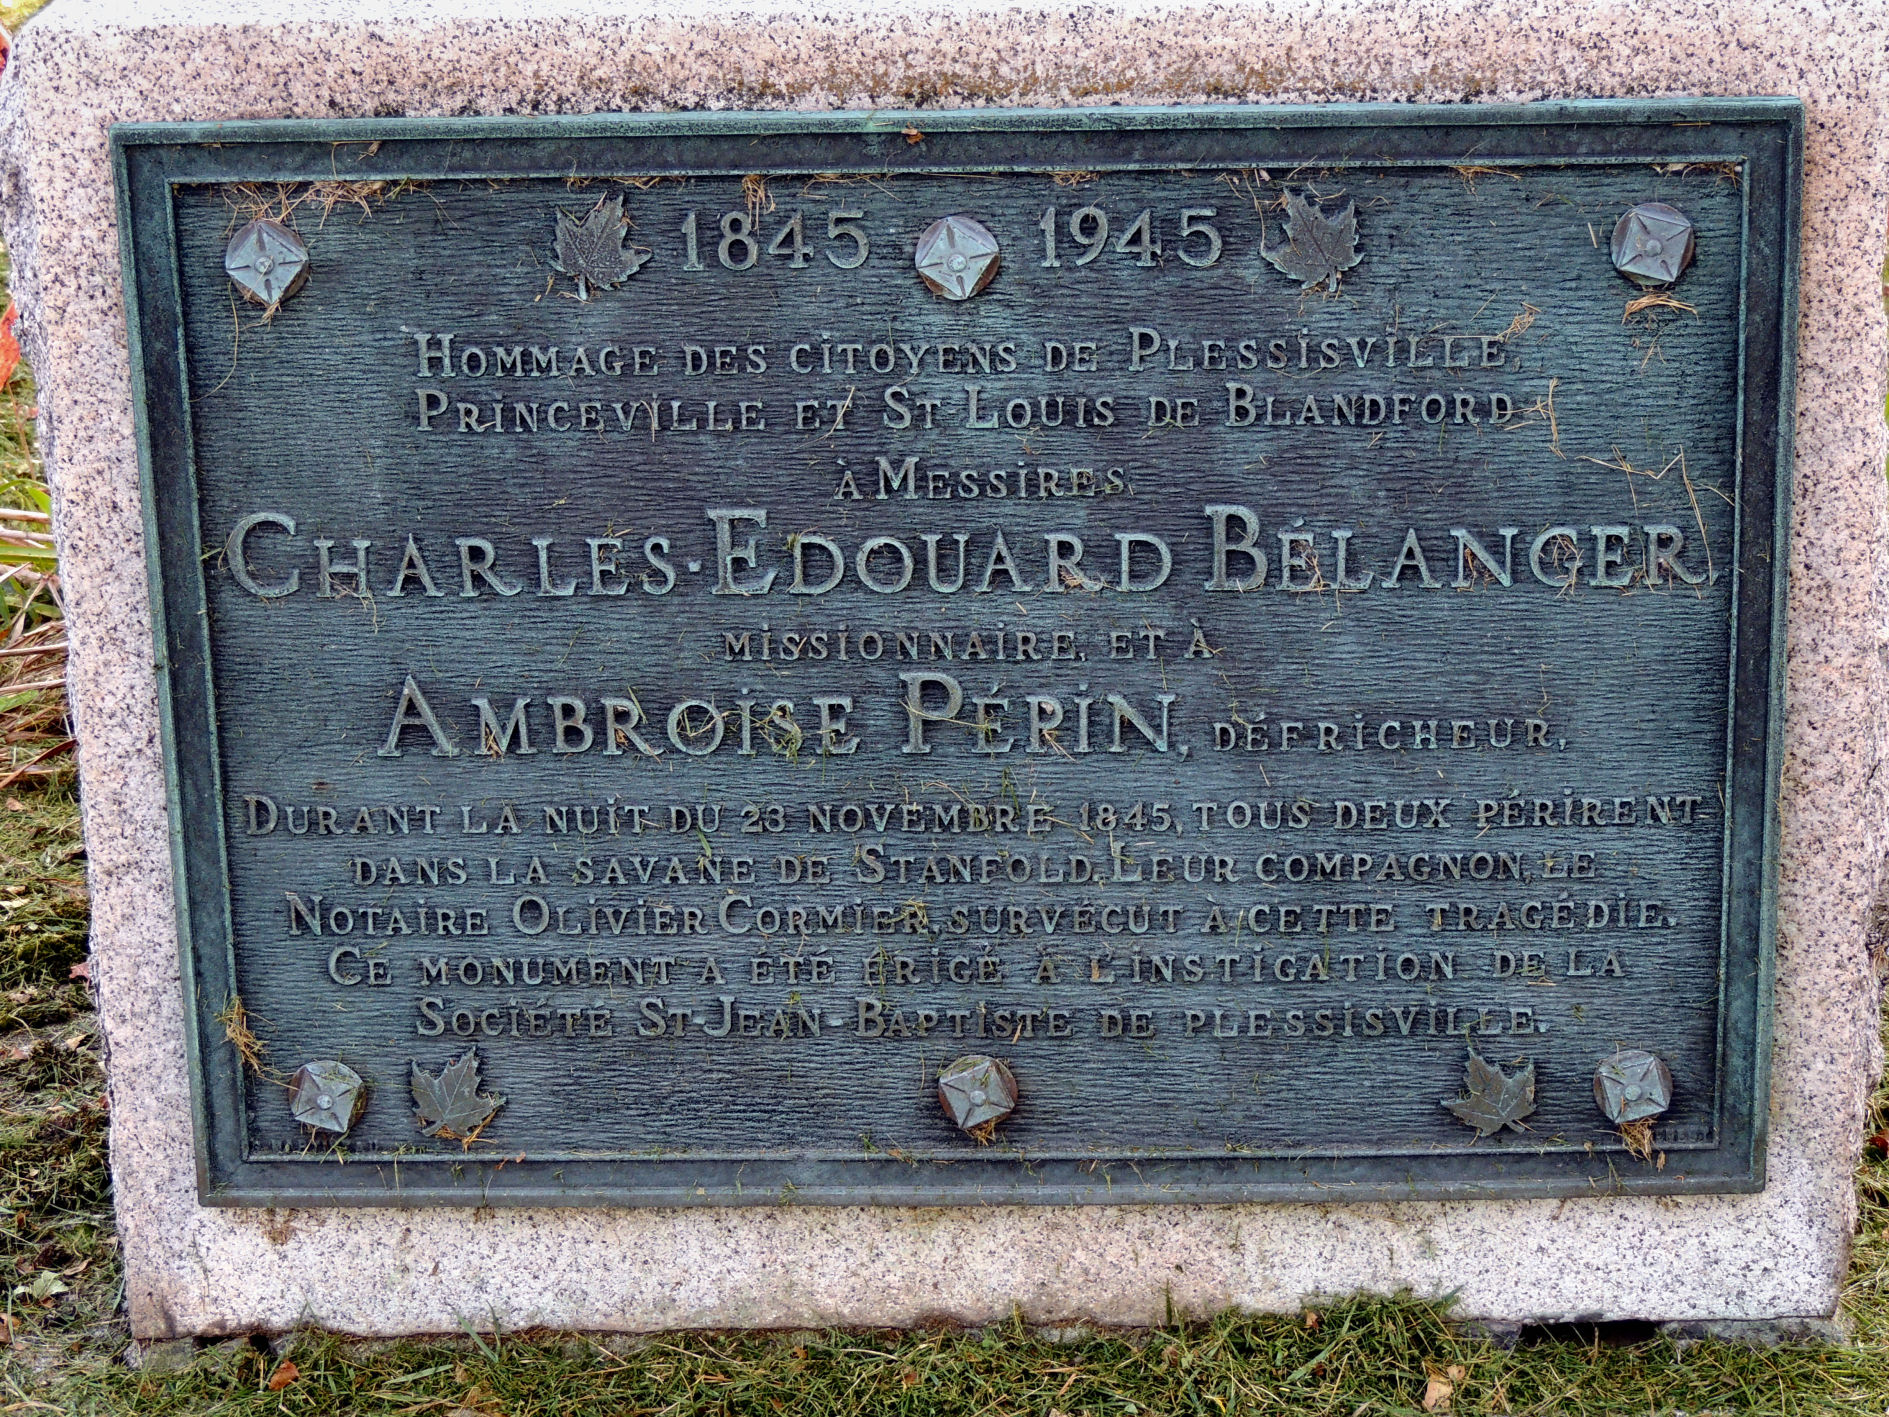 1845 1945
HOMMAGE DES CITOYENS DE PLESSISVILLE,
PRINCEVILLE ET ST LOUIS DE BLANDFORD,
À MESSIRES
CHARLES-EDOUARD BÉLANGER,
MISSIONNAIRE, ET À
AMBROISE PÉPIN, DÉFRICHEUR,
DURANT LA NUIT DU 23 NOVEMBRE 1845, TOUS DEUX PÉRIRENT
DANS LA SAVANE DE STANFOLD. LEUR COMPAGNON, LE
NOTAIRE OLIVIER CORMIER, SURVÉCUT À CETTE TRAGÉDIE.
CE MONUMENT A ÉTÉ ÉRIGÉ À L'INSTIGATION DE LA
SOCIÉTÉ ST-JEAN-BAPTISTE DE PLESSISVILLE.